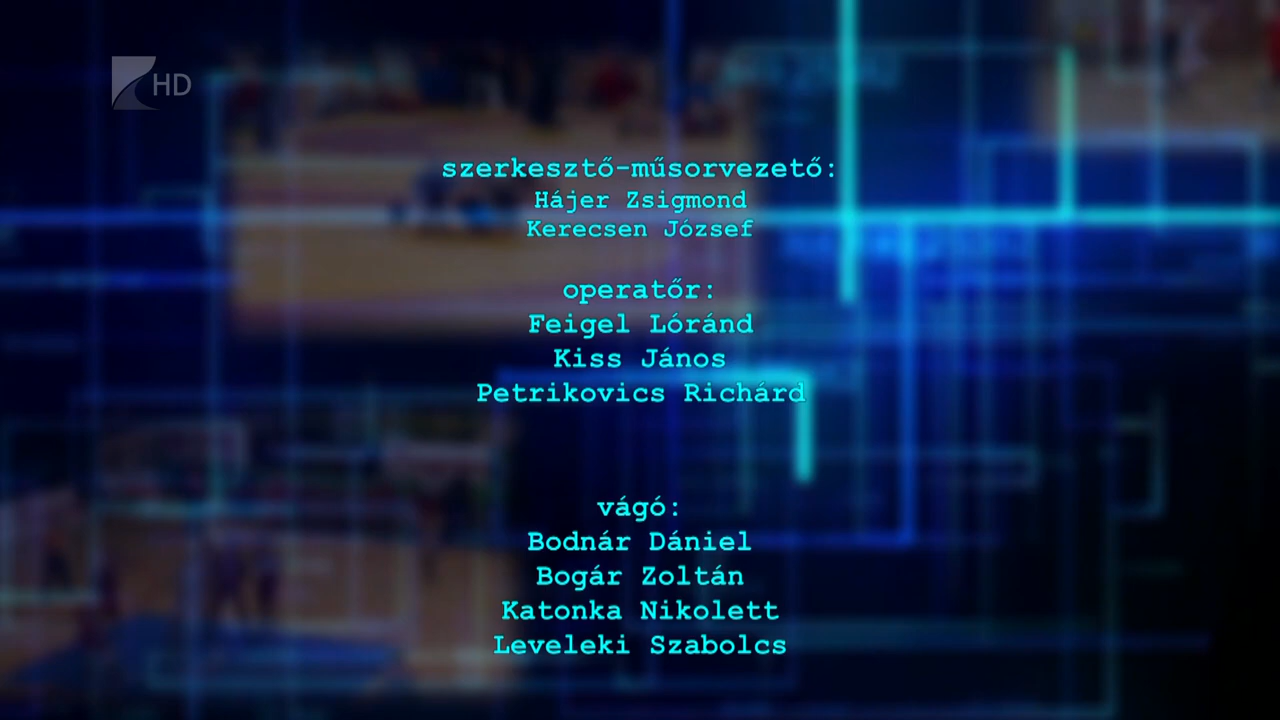 HD
szerkesztő-műsorvezető:
Hájer Zsigmond
Kerecsen József
operatőr:
Feigel Lóránd
Kiss János
Petrikovics Richárd
vágó:
Bodnár Dániel
Bogár Zoltán
Katonka Nikolett
Leveleki Szabolcs